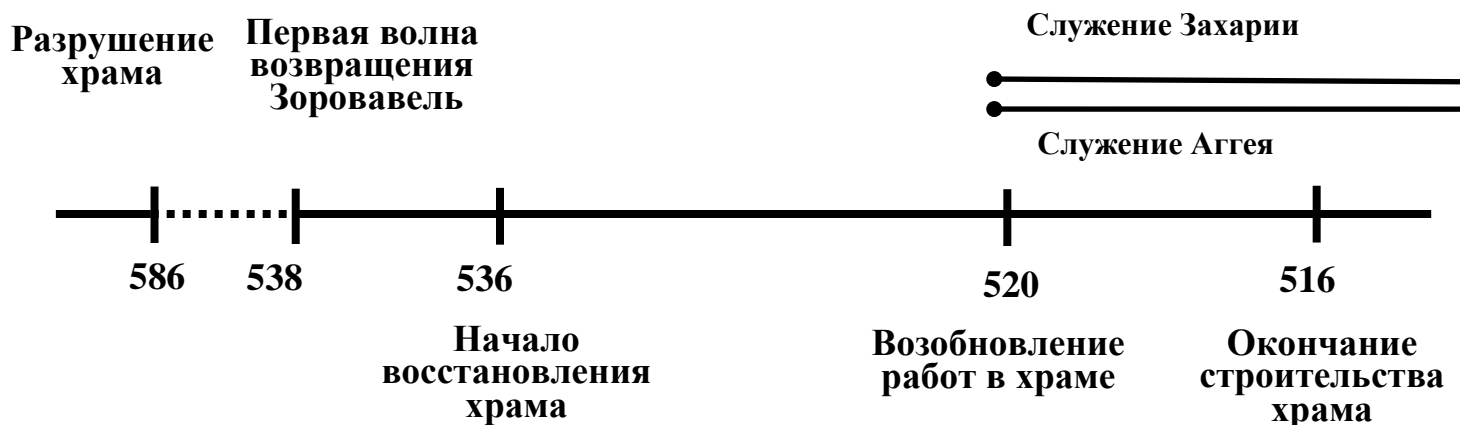 Разрушение
храма
Первая волна
возвращения
Зоровавель
Служение Захарии
Служение Аггея
586
538
536
520
516
Начало
восстановления
храма
Возобновление
работ в храме
Окончание
строительства
храма